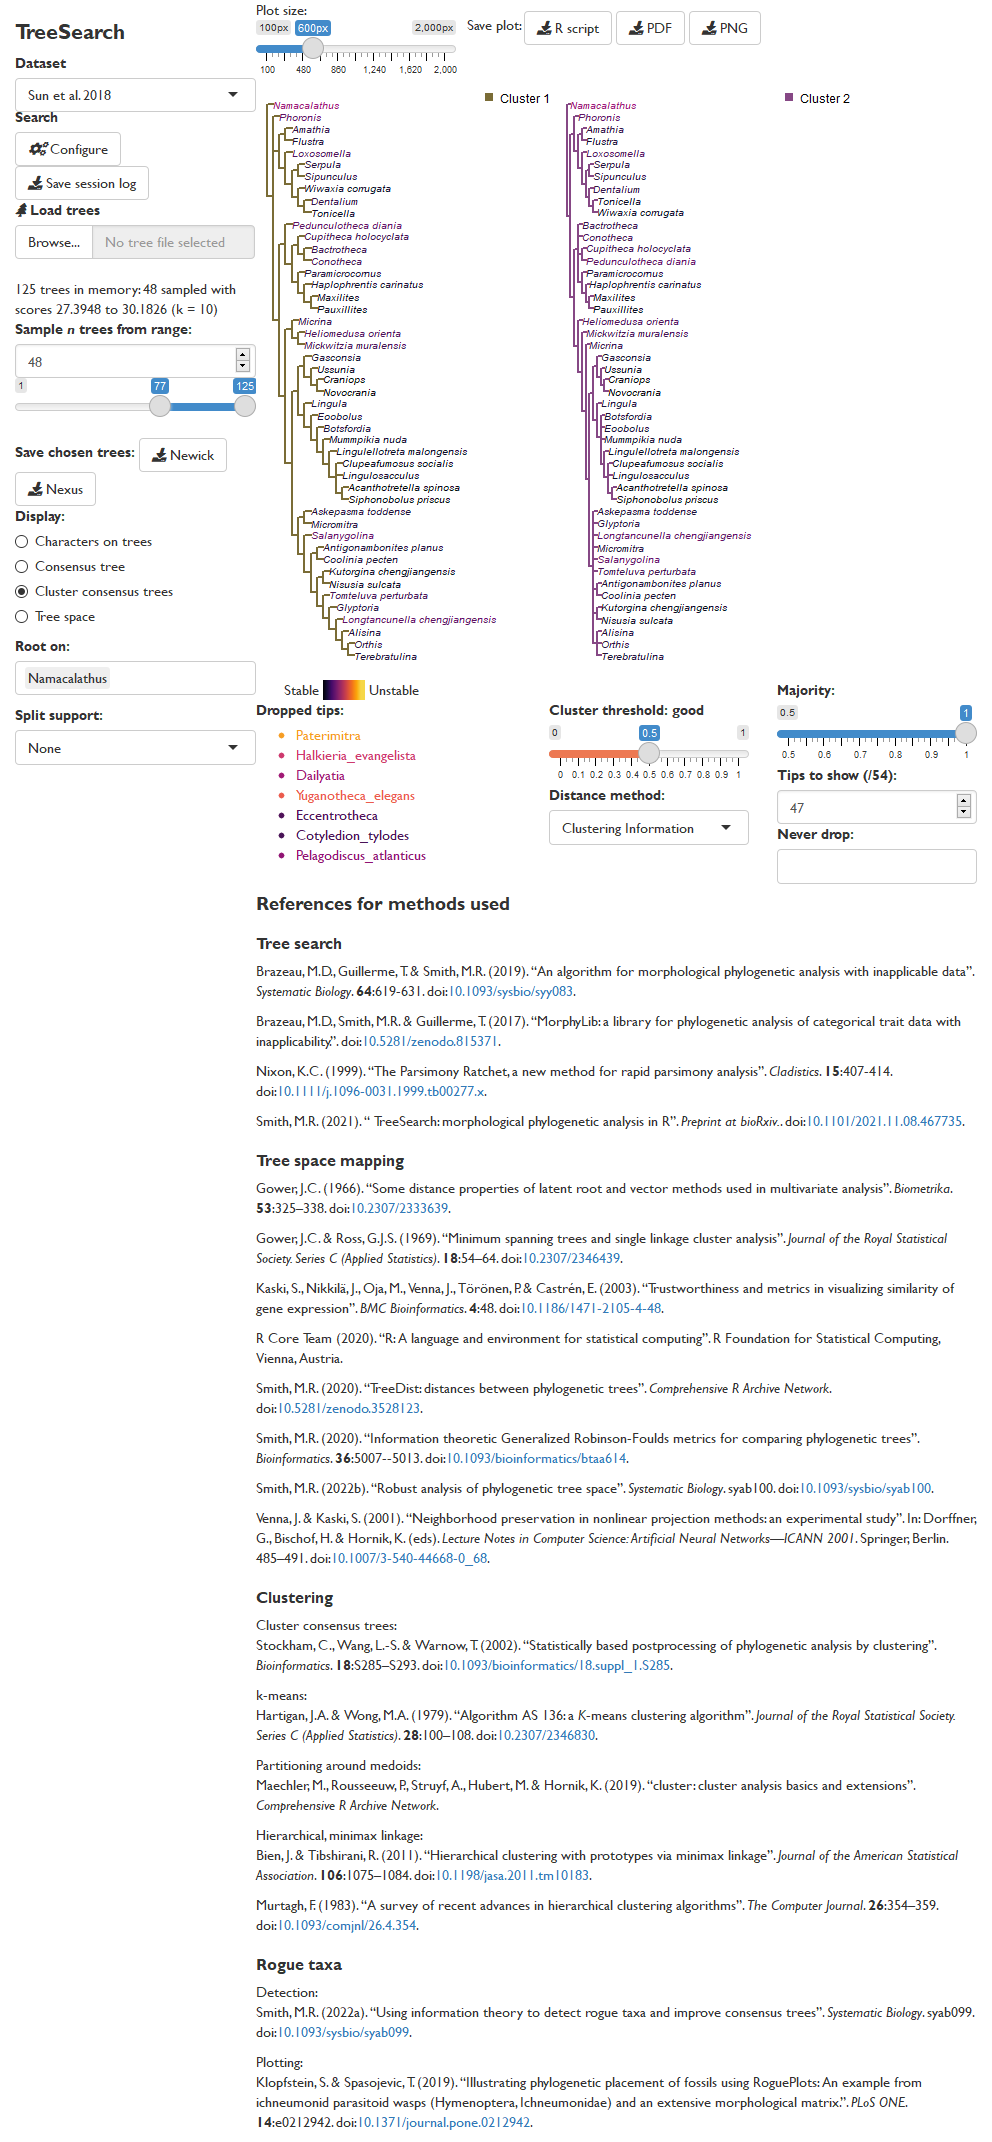 TreeSearch
Dataset
Sun et al. 2018
Search
Configure
Save session log
Load trees
Browse... No tree file selected
125 trees in memory: 48 sampled with
scores 27.3948 to 30.1826 (k = 10)
Sample n trees from range:
48
1 77 125
Save chosen trees: Newick
Nexus
Display:
Characters on trees
Consensus tree
Cluster consensus trees
Tree space
Root on:
Namacalathus
Split support:
None
Plot size:
100px 600px 2,000px
100 480 860 1,240 1,620 2,000
Save plot: R script PDF PNG
Cluster 1
Namacalathus
Phoronis
Amathia
Flustra
Loxosomella
Serpula
Sipunculus
Wiwaxia corrugata
Dentalium
Tonicella
Pedunculotheca diania
Cupitheca holocyclata
Bactrotheca
Conotheca
Paramicrocornus
Haplophrentis carinatus
Maxilites
Pauxillites
Micrina
Heliomedusa orienta
Mickwitzia muralensis
Gasconsia
Ussunia
Craniops
Novocrania
Lingula
Eoobolus
Botsfordia
Mummpikia nuda
Lingulellotreta malongensis
Clupeafumosus socialis
Lingulosacculus
Acanthotretella spinosa
Siphonobolus priscus
Askepasma toddense
Micromitra
Salanygolina
Antigonambonites planus
Coolinia pecten
Kutorgina chengjiangensis
Nisusia sulcata
Tomteluva perturbata
Glyptoria
Longtancunella chengjiangensis
Alisina
Orthis
Terebratulina
Cluster 2
Namacalathus
Phoronis
Amathia
Flustra
Loxosomella
Serpula
Sipunculus
Dentalium
Tonicella
Wiwaxia corrugata
Bactrotheca
Conotheca
Cupitheca holocyclata
Pedunculotheca diania
Paramicrocornus
Haplophrentis carinatus
Maxilites
Pauxillites
Heliomedusa orienta
Mickwitzia muralensis
Micrina
Gasconsia
Ussunia
Craniops
Novocrania
Lingula
Botsfordia
Eoobolus
Mummpikia nuda
Lingulellotreta malongensis
Clupeafumosus socialis
Lingulosacculus
Acanthotretella spinosa
Siphonobolus priscus
Askepasma toddense
Glyptoria
Longtancunella chengjiangensis
Micromitra
Salanygolina
Tomteluva perturbata
Antigonambonites planus
Coolinia pecten
Kutorgina chengjiangensis
Nisusia sulcata
Alisina
Orthis
Terebratulina
Stable Unstable
Dropped tips:
Paterimitra
Halkieria_evangelista
Dailyatia
Yuganotheca_elegans
Eccentrotheca
Cotyledion_tylodes
Pelagodiscus_atlanticus
Cluster threshold: good
0 0.5 1
0 0.1 0.2 0.3 0.4 0.5 0.6 0.7 0.8 0.9 1
Distance method:
Clustering Information
Majority:
0.5 1
0.5 0.6 0.7 0.8 0.9 1
Tips to show (/54):
47
Never drop:
References for methods used
Tree search
Brazeau, M.D., Guillerme, T. & Smith, M.R. (2019). “An algorithm for morphological phylogenetic analysis with inapplicable data”.
Systematic Biology. 64:619-631. doi:10.1093/sysbio/syy083.
Brazeau, M.D., Smith, M.R. & Guillerme, T. (2017). “MorphyLib: a library for phylogenetic analysis of categorical trait data with
inapplicability.”. doi:10.5281/zenodo.815371.
Nixon, K.C. (1999). “The Parsimony Ratchet, a new method for rapid parsimony analysis”. Cladistics. 15:407-414.
doi:10.1111/j.1096-0031.1999.tb00277.x.
Smith, M.R. (2021). “ TreeSearch: morphological phylogenetic analysis in R”. Preprint at bioRxiv.. doi:10.1101/2021.11.08.467735.
Tree space mapping
Gower, J.C. (1966). “Some distance properties of latent root and vector methods used in multivariate analysis”. Biometrika.
53:325–338. doi:10.2307/2333639.
Gower, J.C. & Ross, G.J.S. (1969). “Minimum spanning trees and single linkage cluster analysis”. Journal of the Royal Statistical
Society. Series C (Applied Statistics). 18:54–64. doi:10.2307/2346439.
Kaski, S., Nikkilä, J., Oja, M., Venna, J., Törönen, P. & Castrén, E. (2003). “Trustworthiness and metrics in visualizing similarity of
gene expression”. BMC Bioinformatics. 4:48. doi:10.1186/1471-2105-4-48.
R Core Team (2020). “R: A language and environment for statistical computing”. R Foundation for Statistical Computing,
Vienna, Austria.
Smith, M.R. (2020). “TreeDist: distances between phylogenetic trees”. Comprehensive R Archive Network.
doi:10.5281/zenodo.3528123.
Smith, M.R. (2020). “Information theoretic Generalized Robinson-Foulds metrics for comparing phylogenetic trees”.
Bioinformatics. 36:5007--5013. doi:10.1093/bioinformatics/btaa614.
Smith, M.R. (2022b). “Robust analysis of phylogenetic tree space”. Systematic Biology. syab100. doi:10.1093/sysbio/syab100.
Venna, J. & Kaski, S. (2001). “Neighborhood preservation in nonlinear projection methods: an experimental study”. In: Dorffner,
G., Bischof, H. & Hornik, K. (eds). Lecture Notes in Computer Science: Artificial Neural Networks—ICANN 2001. Springer, Berlin.
485–491. doi:10.1007/3-540-44668-0_68.
Clustering
Cluster consensus trees:
Stockham, C., Wang, L.-S. & Warnow, T. (2002). “Statistically based postprocessing of phylogenetic analysis by clustering”.
Bioinformatics. 18:S285–S293. doi:10.1093/bioinformatics/18.suppl_1.S285.
k-means:
Hartigan, J.A. & Wong, M.A. (1979). “Algorithm AS 136: a K-means clustering algorithm”. Journal of the Royal Statistical Society.
Series C (Applied Statistics). 28:100–108. doi:10.2307/2346830.
Partitioning around medoids:
Maechler, M., Rousseeuw, P., Struyf, A., Hubert, M. & Hornik, K. (2019). “cluster: cluster analysis basics and extensions”.
Comprehensive R Archive Network.
Hierarchical, minimax linkage:
Bien, J. & Tibshirani, R. (2011). “Hierarchical clustering with prototypes via minimax linkage”. Journal of the American Statistical
Association. 106:1075–1084. doi:10.1198/jasa.2011.tm10183.
Murtagh, F. (1983). “A survey of recent advances in hierarchical clustering algorithms”. The Computer Journal. 26:354–359.
doi:10.1093/comjnl/26.4.354.
Rogue taxa
Detection:
Smith, M.R. (2022a). “Using information theory to detect rogue taxa and improve consensus trees”. Systematic Biology. syab099.
doi:10.1093/sysbio/syab099.
Plotting:
Klopfstein, S. & Spasojevic, T. (2019). “Illustrating phylogenetic placement of fossils using RoguePlots: An example from
ichneumonid parasitoid wasps (Hymenoptera, Ichneumonidae) and an extensive morphological matrix.”. PLoS ONE.
14:e0212942. doi:10.1371/journal.pone.0212942.